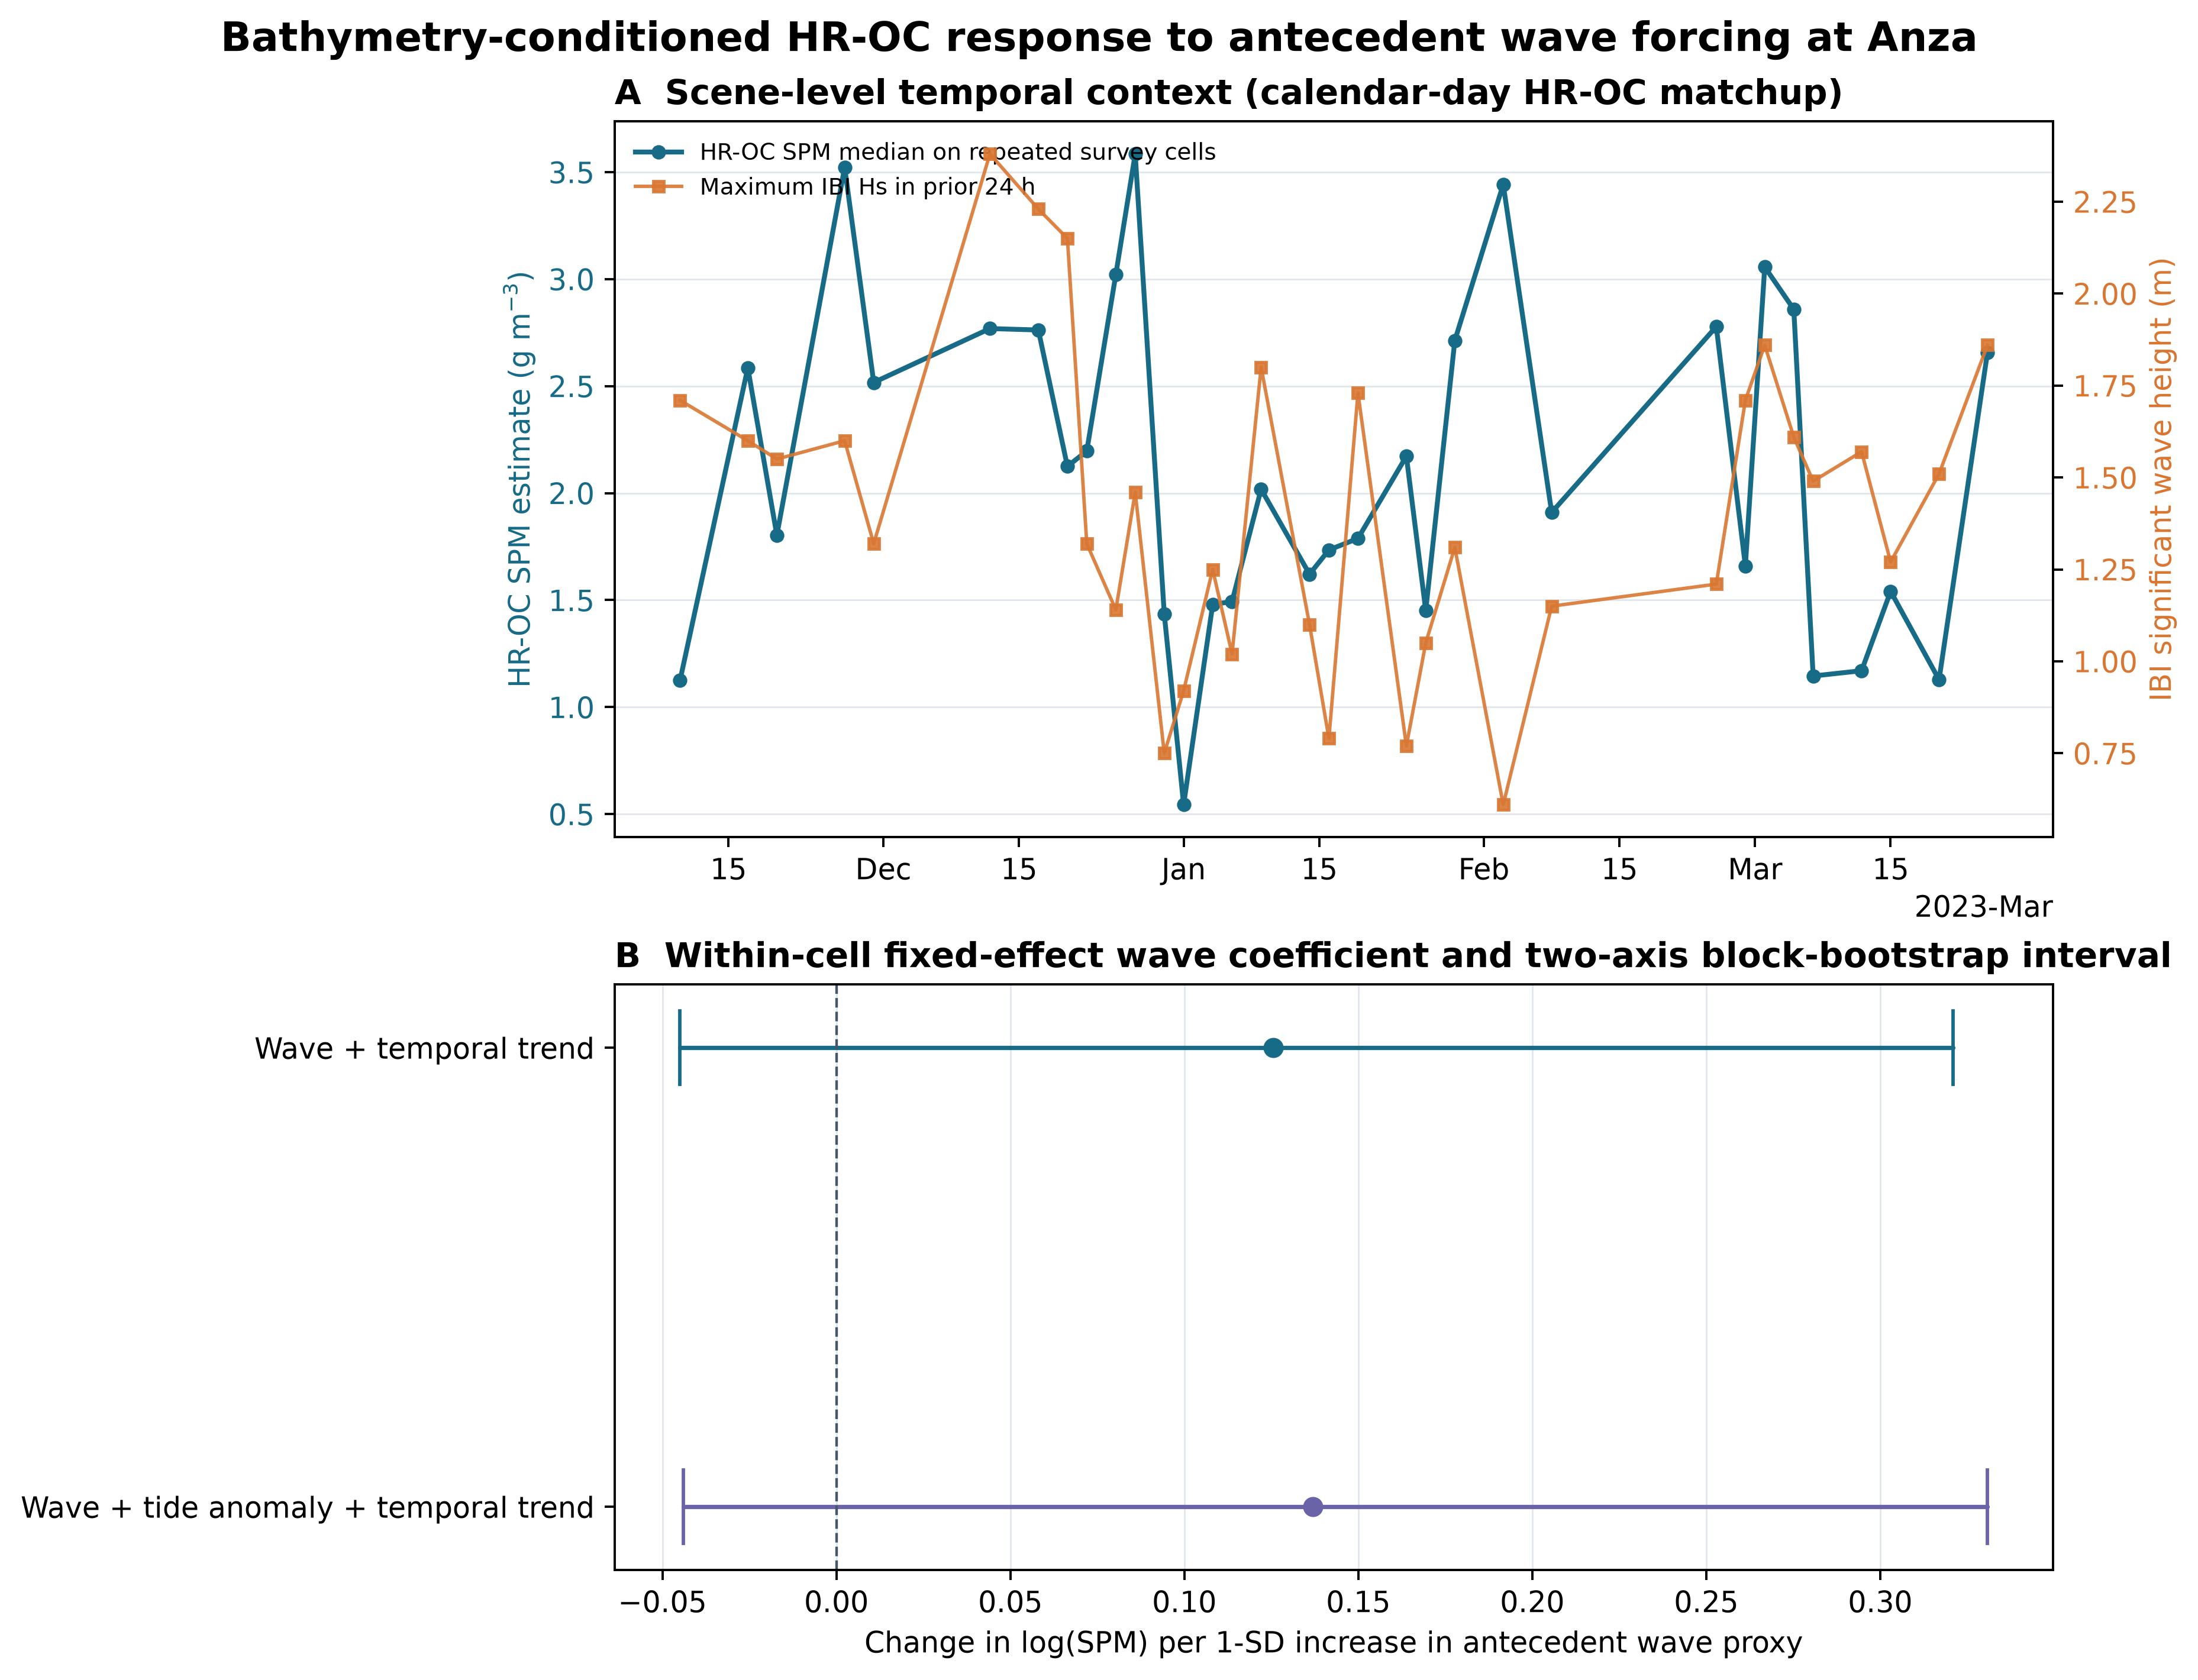 Bathymetry-conditioned HR-OC response to antecedent wave forcing at Anza
A Scene-level temporal context (calendar-day HR-OC matchup)
HR-OC SPM median on repeated survey cells
Maximum IBI Hs in prior 24 h
HR-OC SPM estimate (g m⁻³)
3.5
3.0
2.5
2.0
1.5
1.0
0.5
IBI significant wave height (m)
2.25
2.00
1.75
1.50
1.25
1.00
0.75
15 Dec 15 Jan 15 Feb 15 Mar 15
2023-Mar
B Within-cell fixed-effect wave coefficient and two-axis block-bootstrap interval
Wave + temporal trend
Wave + tide anomaly + temporal trend
−0.05 0.00 0.05 0.10 0.15 0.20 0.25 0.30
Change in log(SPM) per 1-SD increase in antecedent wave proxy